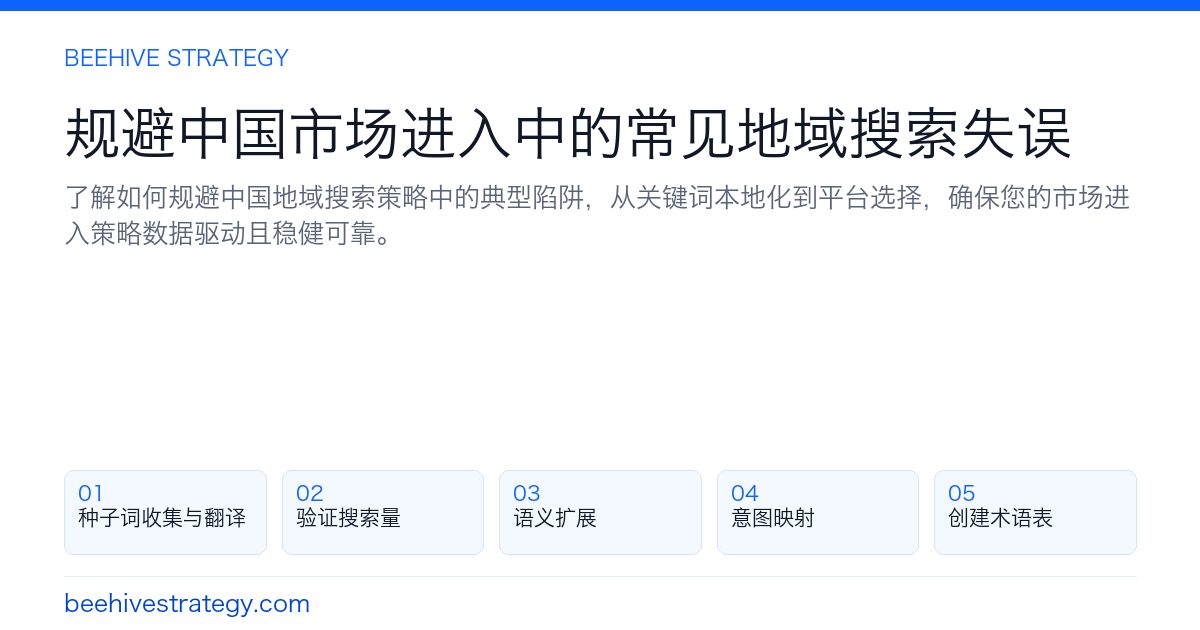 BEEHIVE STRATEGY
规避中国市场进入中的常见地域搜索失误
了解如何规避中国地域搜索策略中的典型陷阱，从关键词本地化到平台选择，确保您的市场进
入策略数据驱动且稳健可靠。
01
种子词收集与翻译
02
验证搜索量
03
语义扩展
04
意图映射
05
创建术语表
beehivestrategy.com